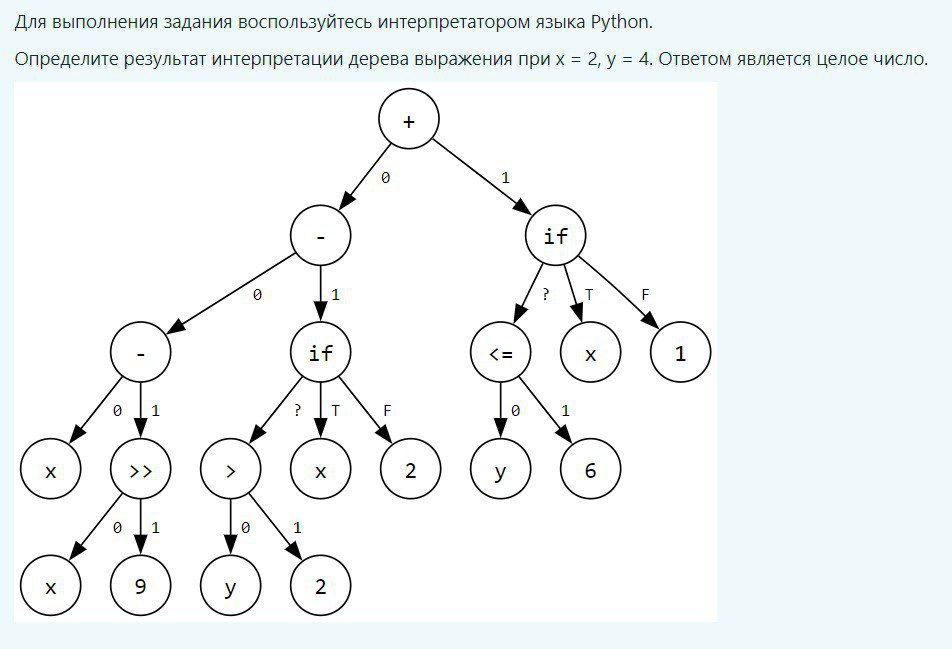 Для выполнения задания воспользуйтесь интерпретатором языка Python.
Определите результат интерпретации дерева выражения при x = 2, y = 4. Ответом является целое число.
+
0 1
- if
0 1 ? T F
- if <= x 1
0 1 ? T F 0 1
x >> > x 2 y 6
0 1 0 1
x 9 y 2